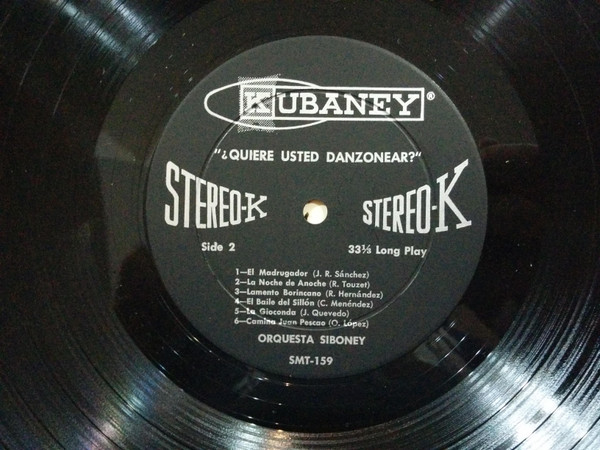 KUBANEY®
"¿QUIERE USTED DANZONEAR?"
STEREO-K STEREO-K
Side 2 33⅓ Long Play
1—El Madrugador (J. R. Sánchez)
2—La Noche de Anoche (R. Touzet)
3—Lamento Borincano (R. Hernández)
4—El Baile del Sillón (C. Menéndez)
5—La Gioconda (J. Quevedo)
6—Camina Juan Pescao (O. López)
ORQUESTA SIBONEY
SMT-159